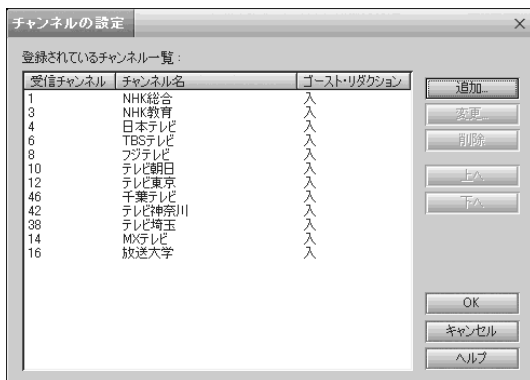 チャンネルの設定
登録されているチャンネル一覧:
受信チャンネル チャンネル名 ゴースト・リダクション
1 NHK総合 入
3 NHK教育 入
4 日本テレビ 入
6 TBSテレビ 入
8 フジテレビ 入
10 テレビ朝日 入
12 テレビ東京 入
46 千葉テレビ 入
42 テレビ神奈川 入
38 テレビ埼玉 入
14 MXテレビ 入
16 放送大学 入
追加...
変更...
削除
上へ
下へ
OK
キャンセル
ヘルプ